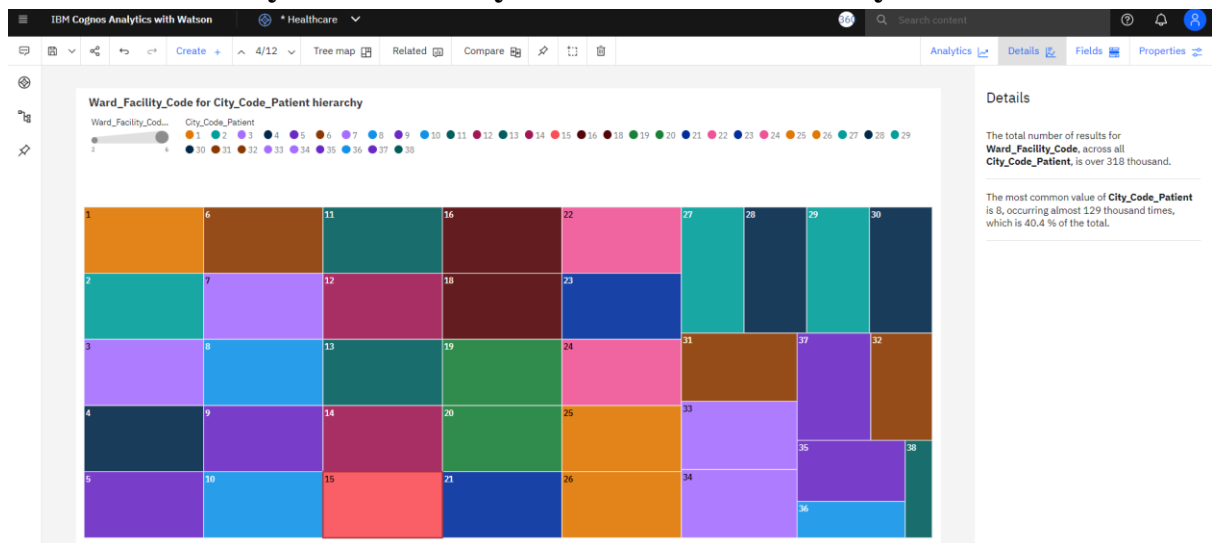 IBM Cognos Analytics with Watson
* Healthcare
360
Search content
Create +
4/12
Tree map
Related
Compare
Analytics
Details
Fields
Properties
Ward_Facility_Code for City_Code_Patient hierarchy
Ward_Facility_Cod...
2 6
City_Code_Patient
1 2 3 4 5 6 7 8 9 10 11 12 13 14 15 16 18 19 20 21 22 23 24 25 26 27 28 29
30 31 32 33 34 35 36 37 38
1 6 11 16 22 27 28 29 30
2 7 12 18 23
3 8 13 19 24 31 37 32
4 9 14 20 25 33
35 38
5 10 15 21 26 34
36
Details
The total number of results for
Ward_Facility_Code, across all
City_Code_Patient, is over 318 thousand.
The most common value of City_Code_Patient
is 8, occurring almost 129 thousand times,
which is 40.4 % of the total.